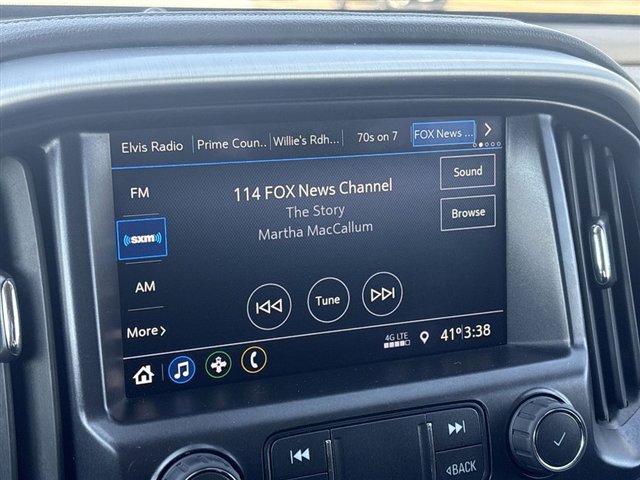 Elvis Radio Prime Coun.. Willie's Rdh... 70s on 7 FOX News ...
FM
114 FOX News Channel
Sound
The Story
Martha MacCallum
Browse
sxm
AM
Tune
More
4G LTE
41° 3:38
BACK